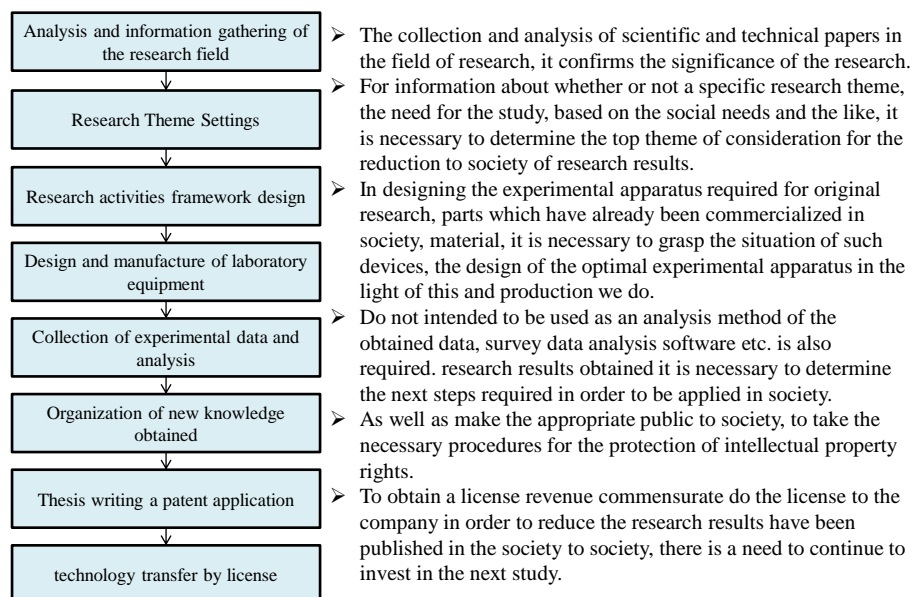 Analysis and information gathering of
the research field
Research Theme Settings
Research activities framework design
Design and manufacture of laboratory
equipment
Collection of experimental data and
analysis
Organization of new knowledge
obtained
Thesis writing a patent application
technology transfer by license
➢ The collection and analysis of scientific and technical papers in
the field of research, it confirms the significance of the research.
➢ For information about whether or not a specific research theme,
the need for the study, based on the social needs and the like, it
is necessary to determine the top theme of consideration for the
reduction to society of research results.
➢ In designing the experimental apparatus required for original
research, parts which have already been commercialized in
society, material, it is necessary to grasp the situation of such
devices, the design of the optimal experimental apparatus in the
light of this and production we do.
➢ Do not intended to be used as an analysis method of the
obtained data, survey data analysis software etc. is also
required. research results obtained it is necessary to determine
the next steps required in order to be applied in society.
➢ As well as make the appropriate public to society, to take the
necessary procedures for the protection of intellectual property
rights.
➢ To obtain a license revenue commensurate do the license to the
company in order to reduce the research results have been
published in the society to society, there is a need to continue to
invest in the next study.